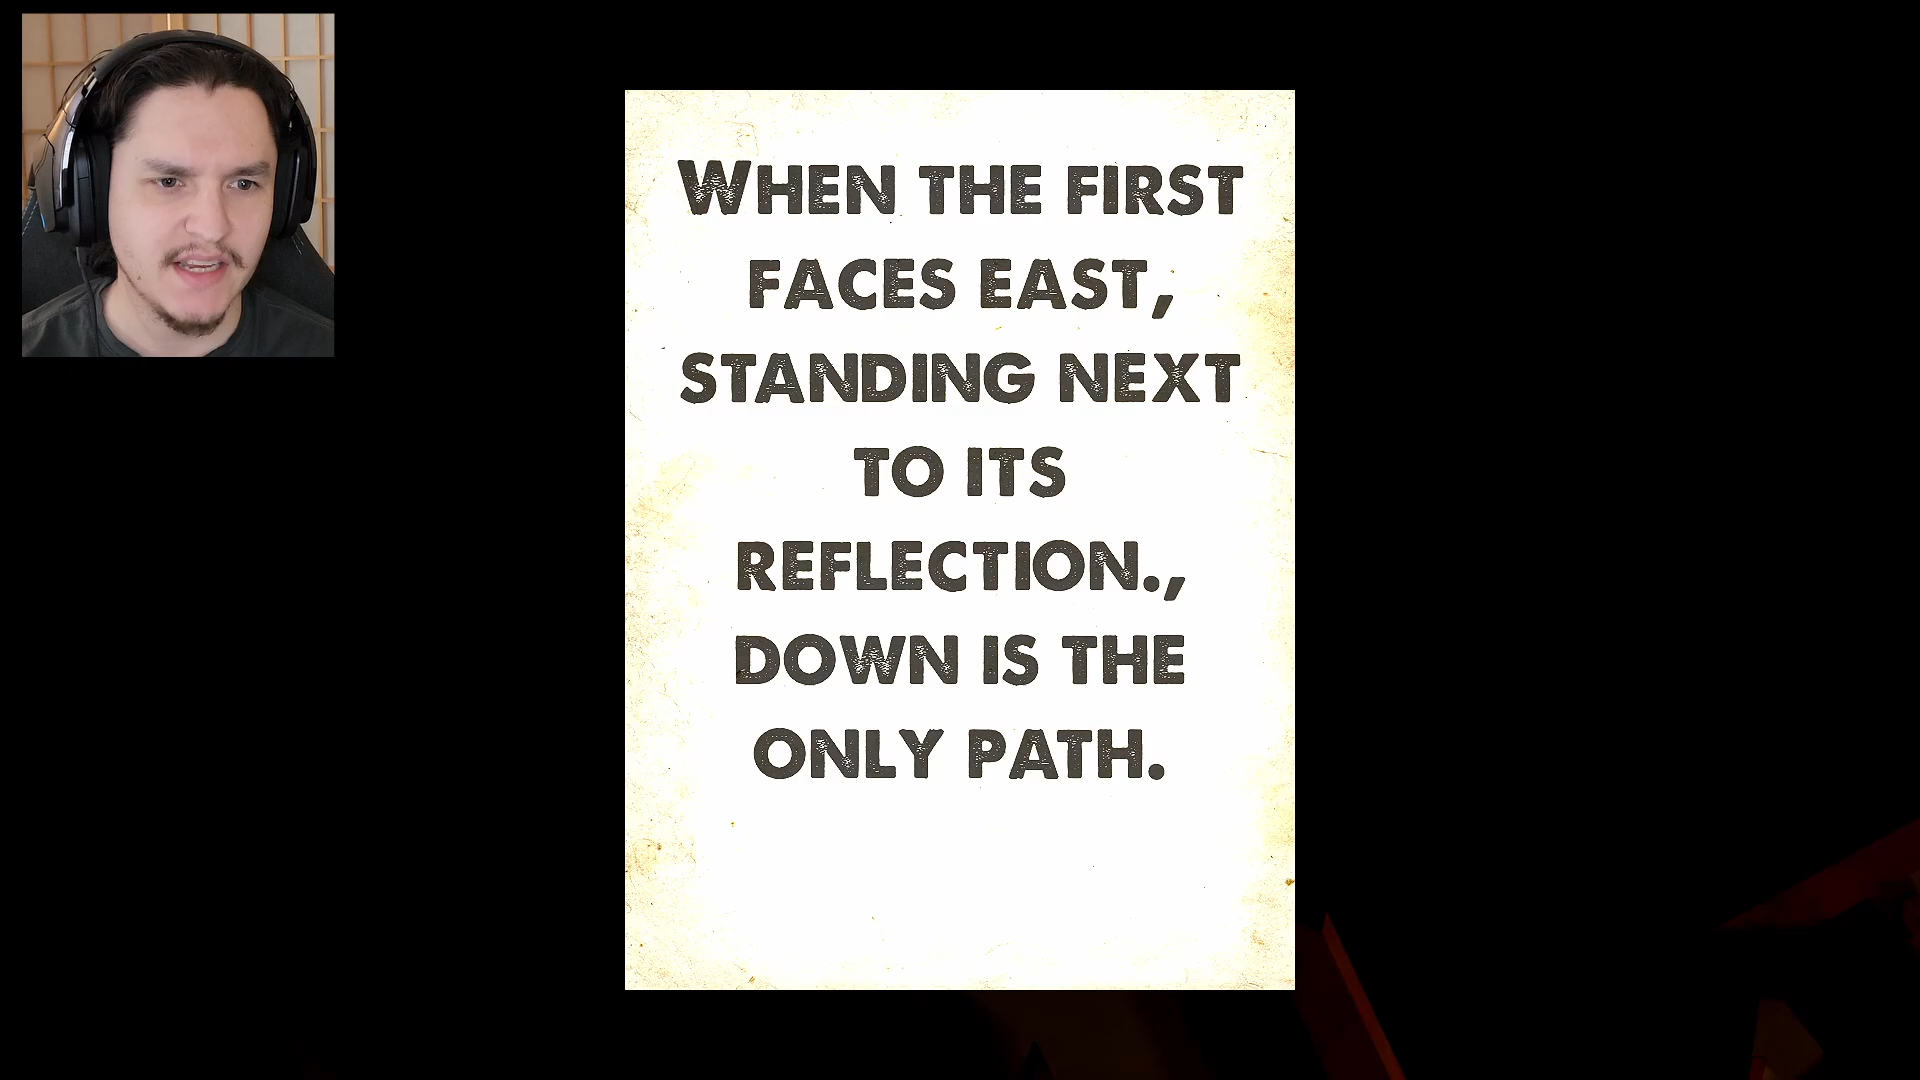 WHEN THE FIRST
FACES EAST,
STANDING NEXT
TO ITS
REFLECTION.,
DOWN IS THE
ONLY PATH.